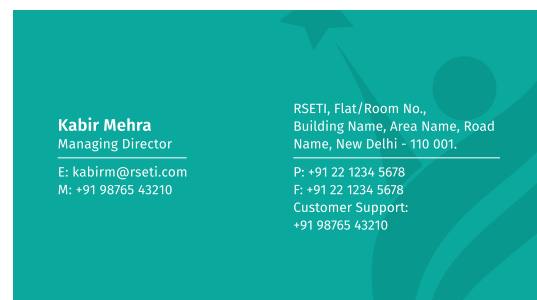 Kabir Mehra
Managing Director
E: kabirm@rseti.com
M: +91 98765 43210
RSETI, Flat/Room No.,
Building Name, Area Name, Road
Name, New Delhi - 110 001.
P: +91 22 1234 5678
F: +91 22 1234 5678
Customer Support:
+91 98765 43210